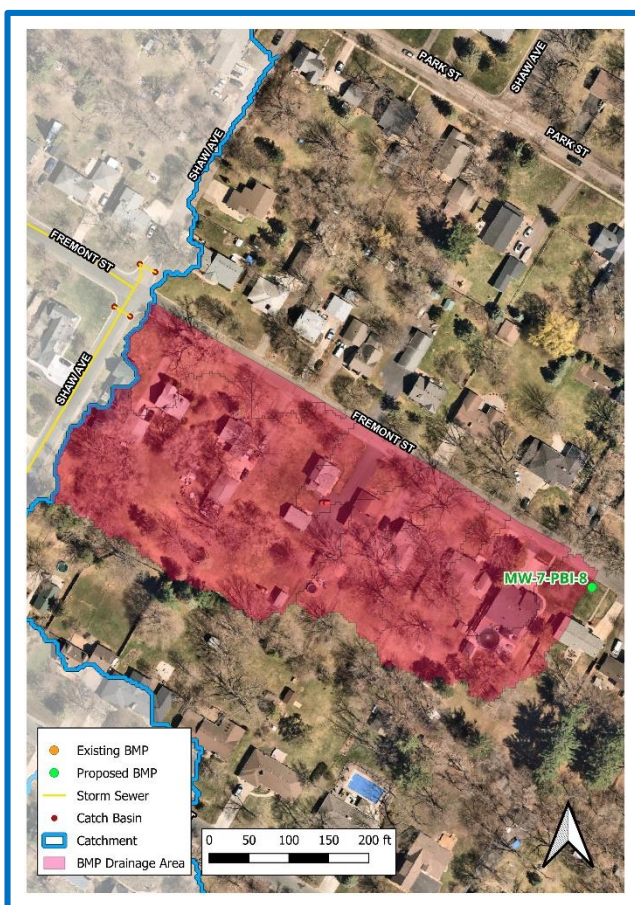 PARK ST
SHAW AVE
PARK ST
SHAW AVE
FREMONT ST
SHAW AVE
FREMONT ST
MW-7-PBI-8
Existing BMP
Proposed BMP
Storm Sewer
Catch Basin
Catchment
BMP Drainage Area
0 50 100 150 200 ft